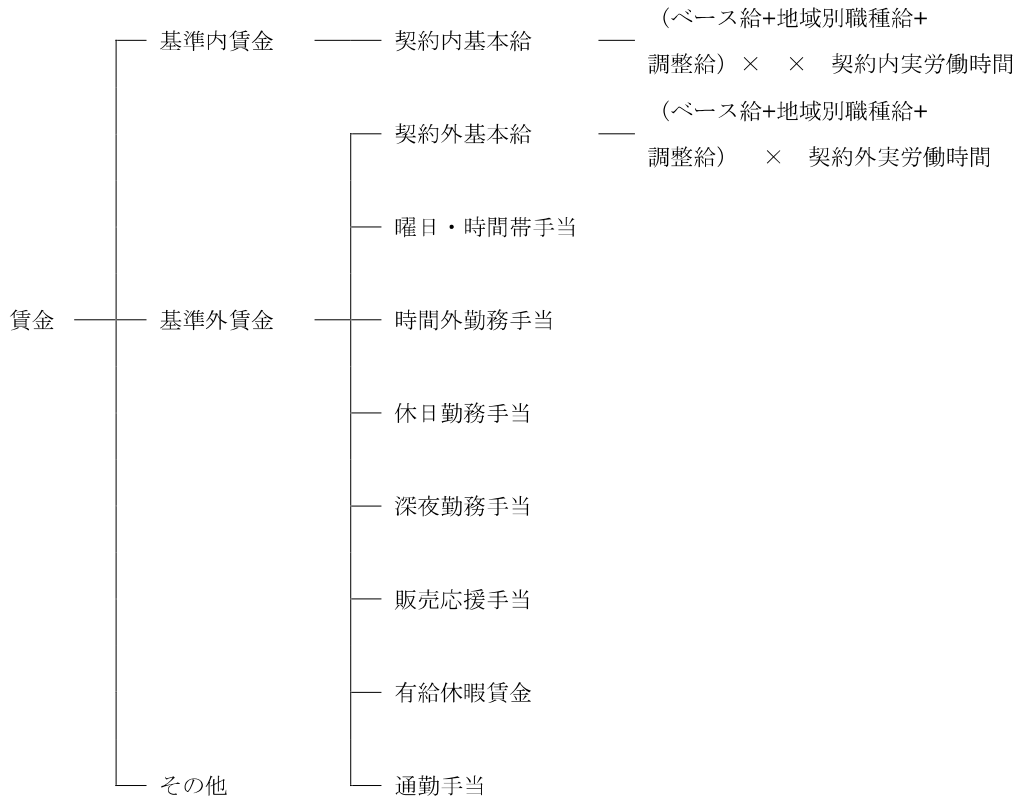 （ベース給+地域別職種給+
基準内賃金 契約内基本給
調整給）×　×　契約内実労働時間
（ベース給+地域別職種給+
契約外基本給
調整給）　×　契約外実労働時間
曜日・時間帯手当
賃金 基準外賃金 時間外勤務手当
休日勤務手当
深夜勤務手当
販売応援手当
有給休暇賃金
その他 通勤手当